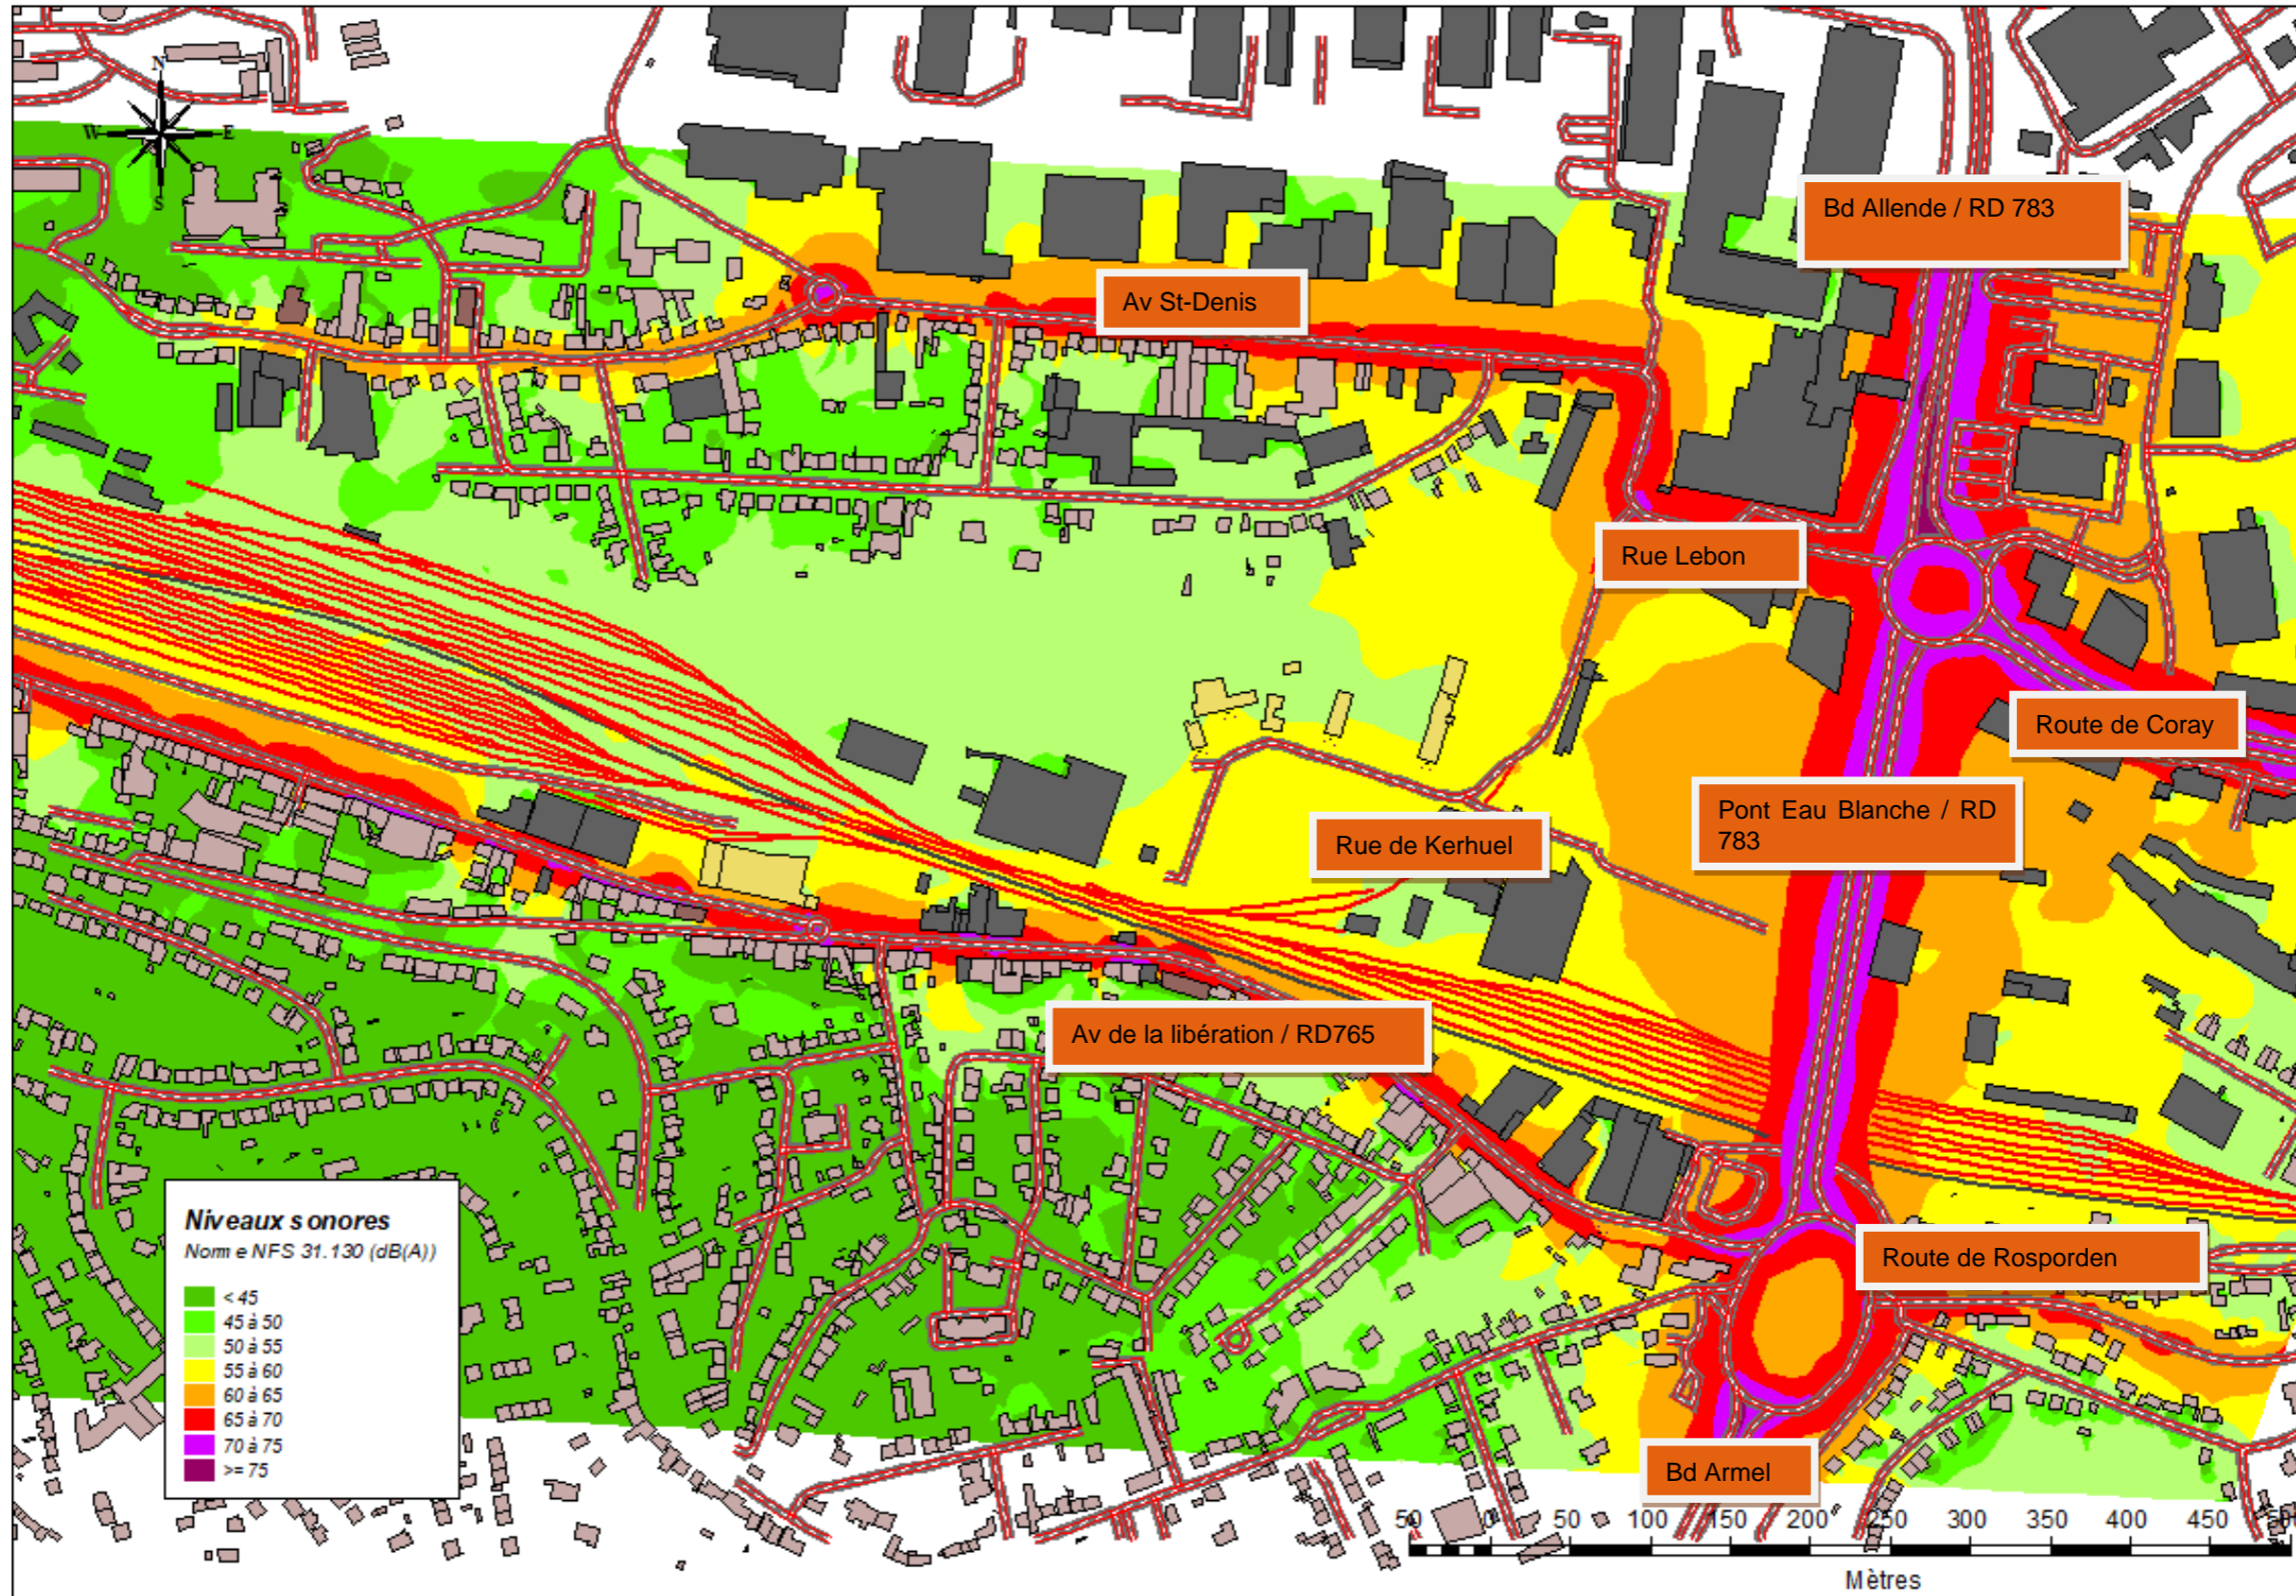 N
W E
S
Bd Allende / RD 783
Av St-Denis
Rue Lebon
Route de Coray
Pont Eau Blanche / RD
783
Rue de Kerhuel
Av de la libération / RD765
Route de Rosporden
Bd Armel
Niveaux sonores
Norme NFS 31.130 (dB(A))
< 45
45 à 50
50 à 55
55 à 60
60 à 65
65 à 70
70 à 75
>= 75
50 0 50 100 150 200 250 300 350 400 450
Mètres